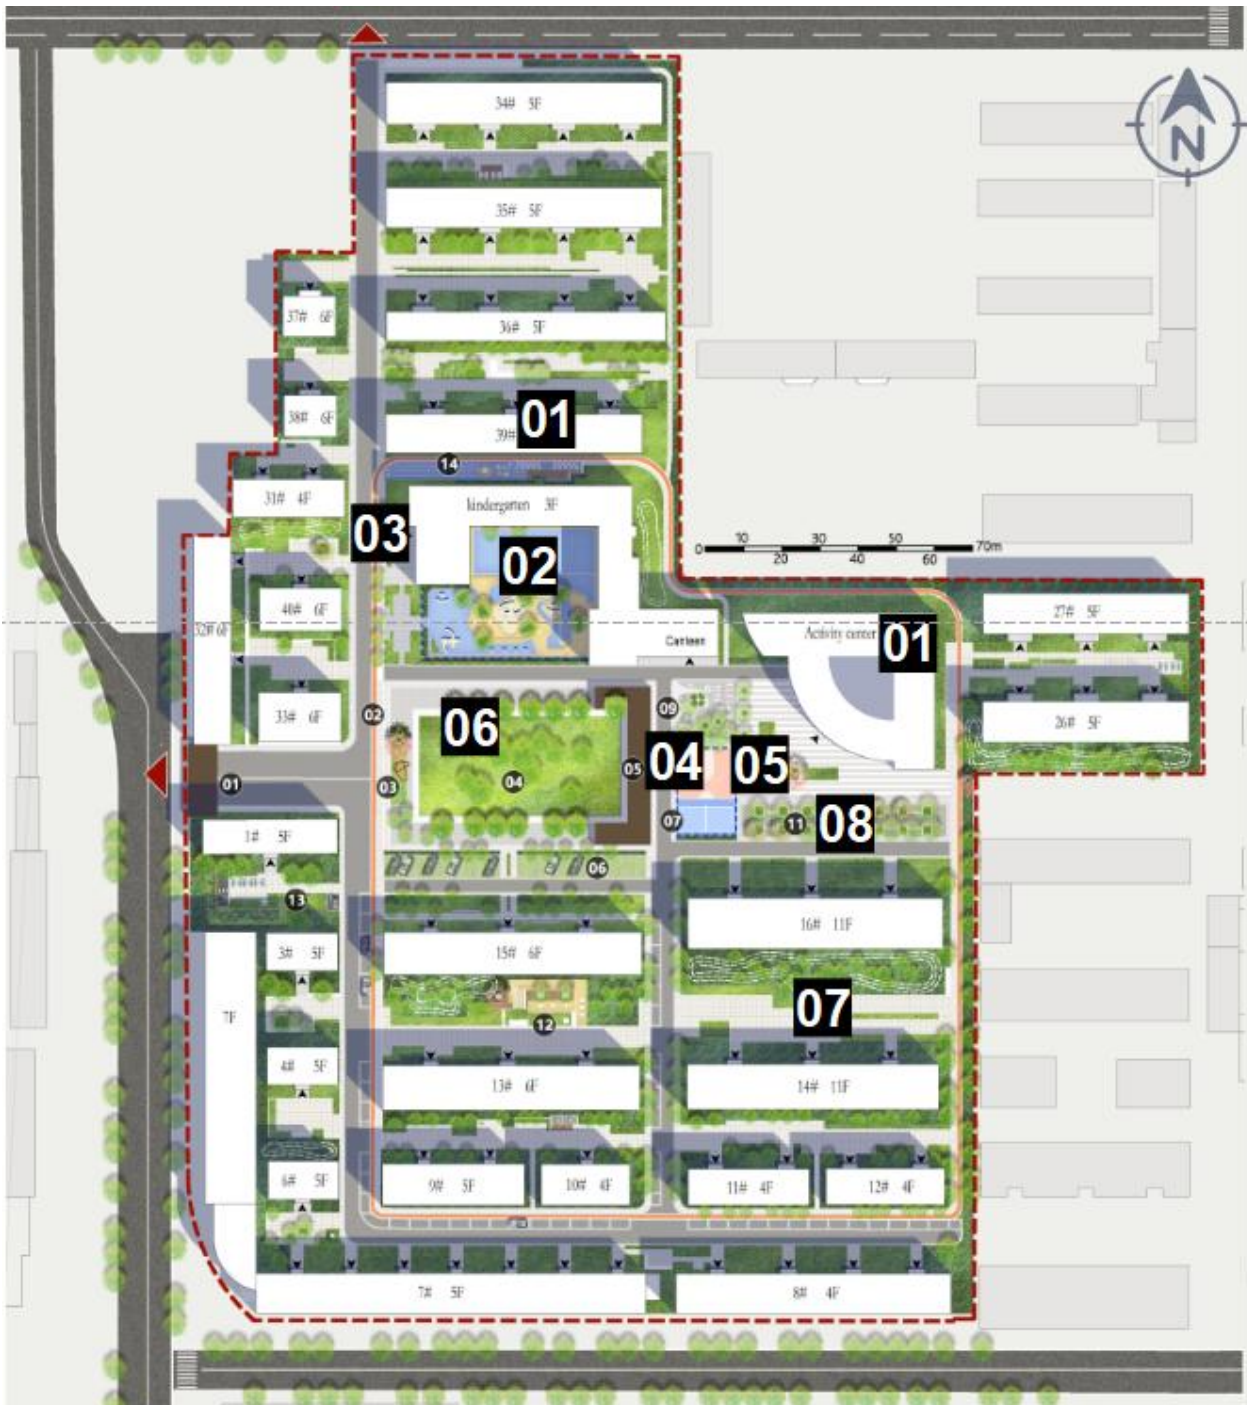 34# 5F
N
35# 5F
37# 6F
36# 5F
38# 6F
01
39#
14
31# 4F
kindergarten 3F
03
02
10 30 50 70m
0 20 40 60
40# 6F
32# 6F
27# 5F
Canteen
Activity center
01
33# 6F
02
06
09
26# 5F
04
05
01
03
04
05
07
11
08
1# 5F
06
13
16# 11F
3# 5F
15# 6F
7F
07
12
4# 5F
13# 6F
14# 11F
6# 5F
9# 5F
10# 4F
11# 4F
12# 4F
7# 5F
8# 4F